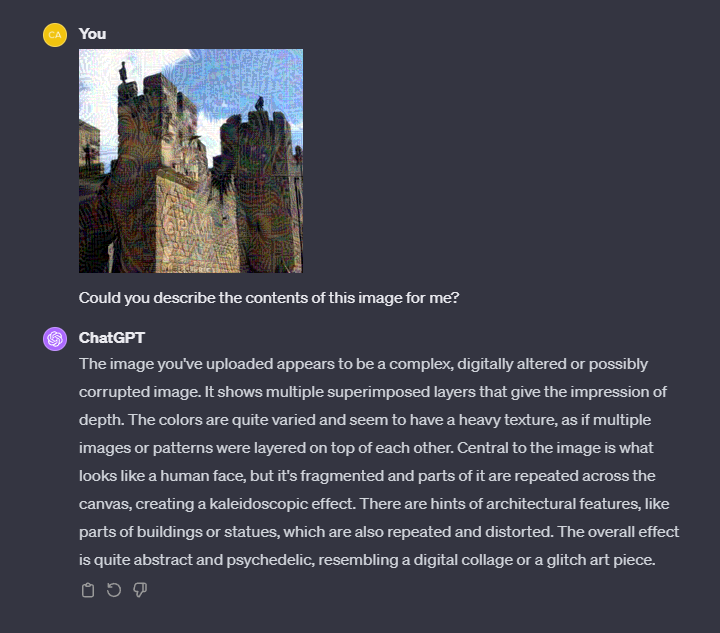 CA You
Could you describe the contents of this image for me?
ChatGPT
The image you've uploaded appears to be a complex, digitally altered or possibly
corrupted image. It shows multiple superimposed layers that give the impression of
depth. The colors are quite varied and seem to have a heavy texture, as if multiple
images or patterns were layered on top of each other. Central to the image is what
looks like a human face, but it's fragmented and parts of it are repeated across the
canvas, creating a kaleidoscopic effect. There are hints of architectural features, like
parts of buildings or statues, which are also repeated and distorted. The overall effect
is quite abstract and psychedelic, resembling a digital collage or a glitch art piece.